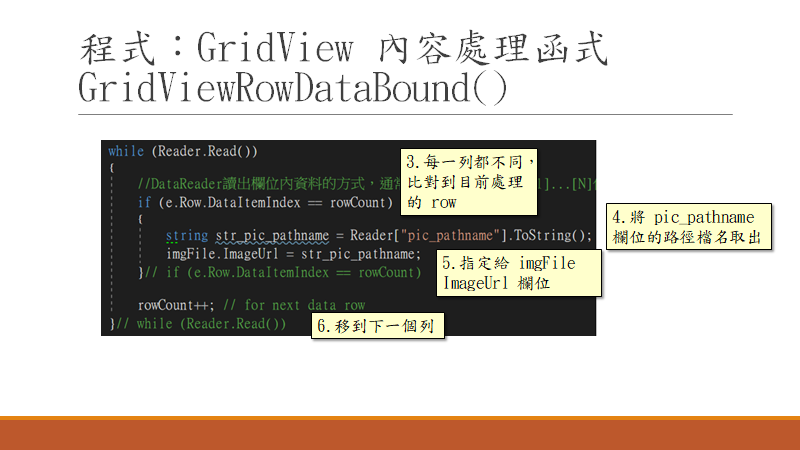 程式：GridView 內容處理函式
GridViewRowDataBound()
while (Reader.Read())
{
//DataReader讀出欄位內資料的方式，通常
]...[N]
if (e.Row.DataItemIndex == rowCount)
{
string str_pic_pathname = Reader["pic_pathname"].ToString();
imgFile.ImageUrl = str_pic_pathname;
}// if (e.Row.DataItemIndex == rowCount)
rowCount++; // for next data row
}// while (Reader.Read())
3.每一列都不同，
比對到目前處理
的 row
4.將 pic_pathname
欄位的路徑檔名取出
5.指定給 imgFile
ImageUrl 欄位
6.移到下一個列